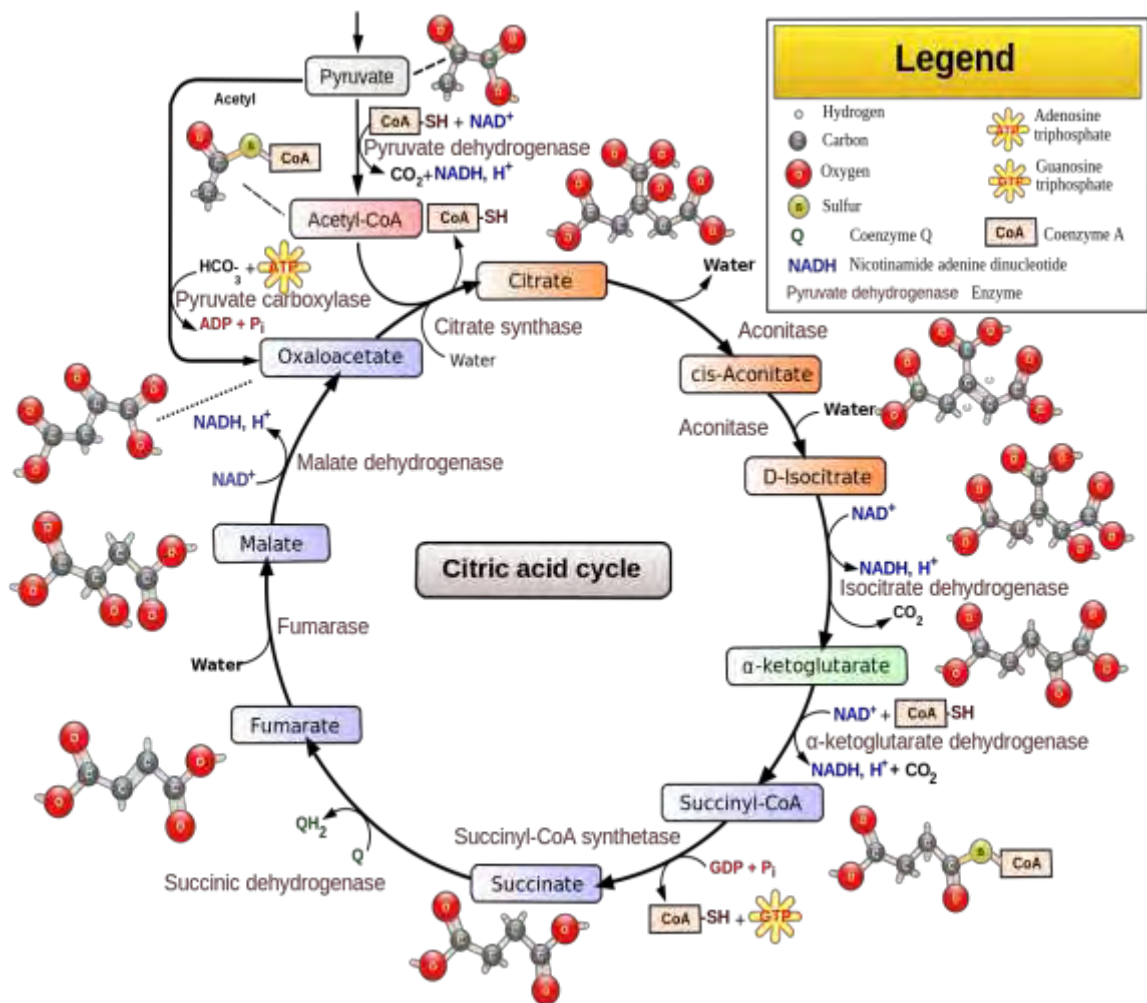 Legend
Hydrogen
Carbon
Oxygen
Sulfur
Q Coenzyme Q
NADH Nicotinamide adenine dinucleotide
Pyruvate dehydrogenase Enzyme
ATP Adenosine
triphosphate
GTP Guanosine
triphosphate
CoA Coenzyme A
Pyruvate
Acetyl
CoA
CoA-SH + NAD+
Pyruvate dehydrogenase
CO2+NADH, H+
Acetyl-CoA
CoA-SH
HCO3- + ATP
Pyruvate carboxylase
ADP + Pi
Citrate
Citrate synthase
Water
Water
Aconitase
cis-Aconitate
Water
Aconitase
D-Isocitrate
NAD+
NADH, H+
Isocitrate dehydrogenase
CO2
α-ketoglutarate
NAD+ + CoA-SH
α-ketoglutarate dehydrogenase
NADH, H+ + CO2
Succinyl-CoA
CoA
Succinyl-CoA synthetase
GDP + Pi
CoA-SH + GTP
Succinate
QH2
Q
Succinic dehydrogenase
Fumarate
Water
Fumarase
Malate
NADH, H+
NAD+
Malate dehydrogenase
Oxaloacetate
Citric acid cycle